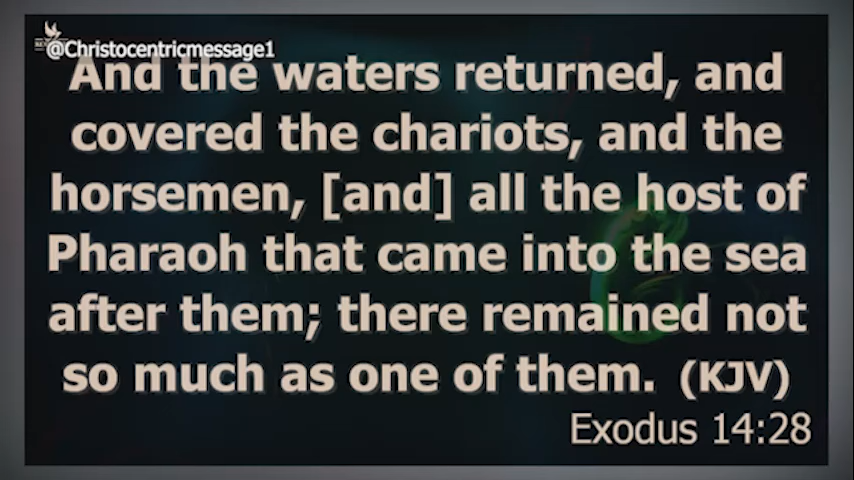 @Christocentricmessage1
And the waters returned, and
covered the chariots, and the
horsemen, [and] all the host of
Pharaoh that came into the sea
after them; there remained not
so much as one of them. (KJV)
Exodus 14:28